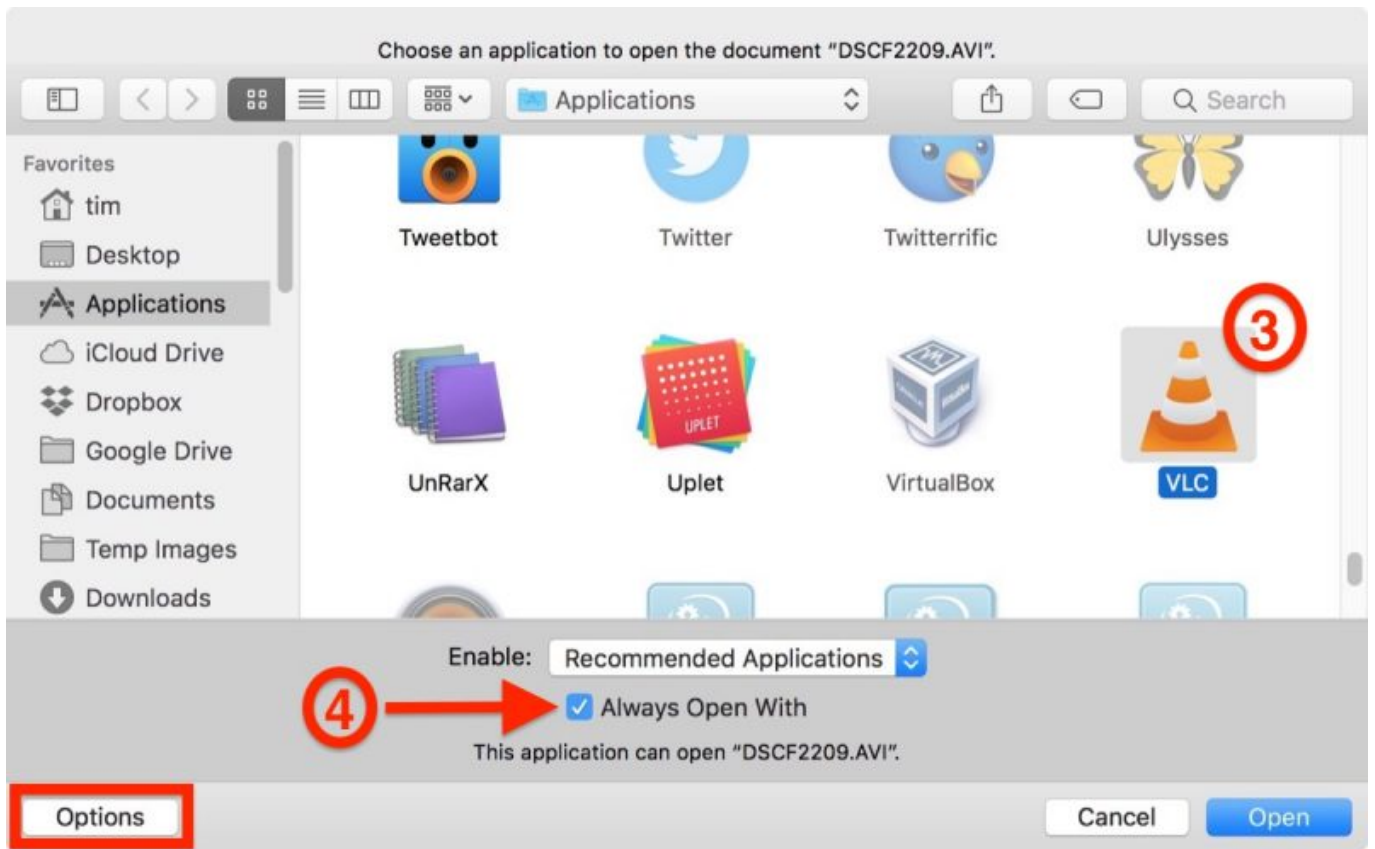 Choose an application to open the document “DSCF2209.AVI”.
Applications
Search
Favorites
tim
Desktop
Applications
iCloud Drive
Dropbox
Google Drive
Documents
Temp Images
Downloads
Tweetbot Twitter Twitterrific Ulysses
3
UPLET
UnRarX Uplet VirtualBox VLC
Enable: Recommended Applications
4 Always Open With
This application can open “DSCF2209.AVI”.
Options Cancel Open